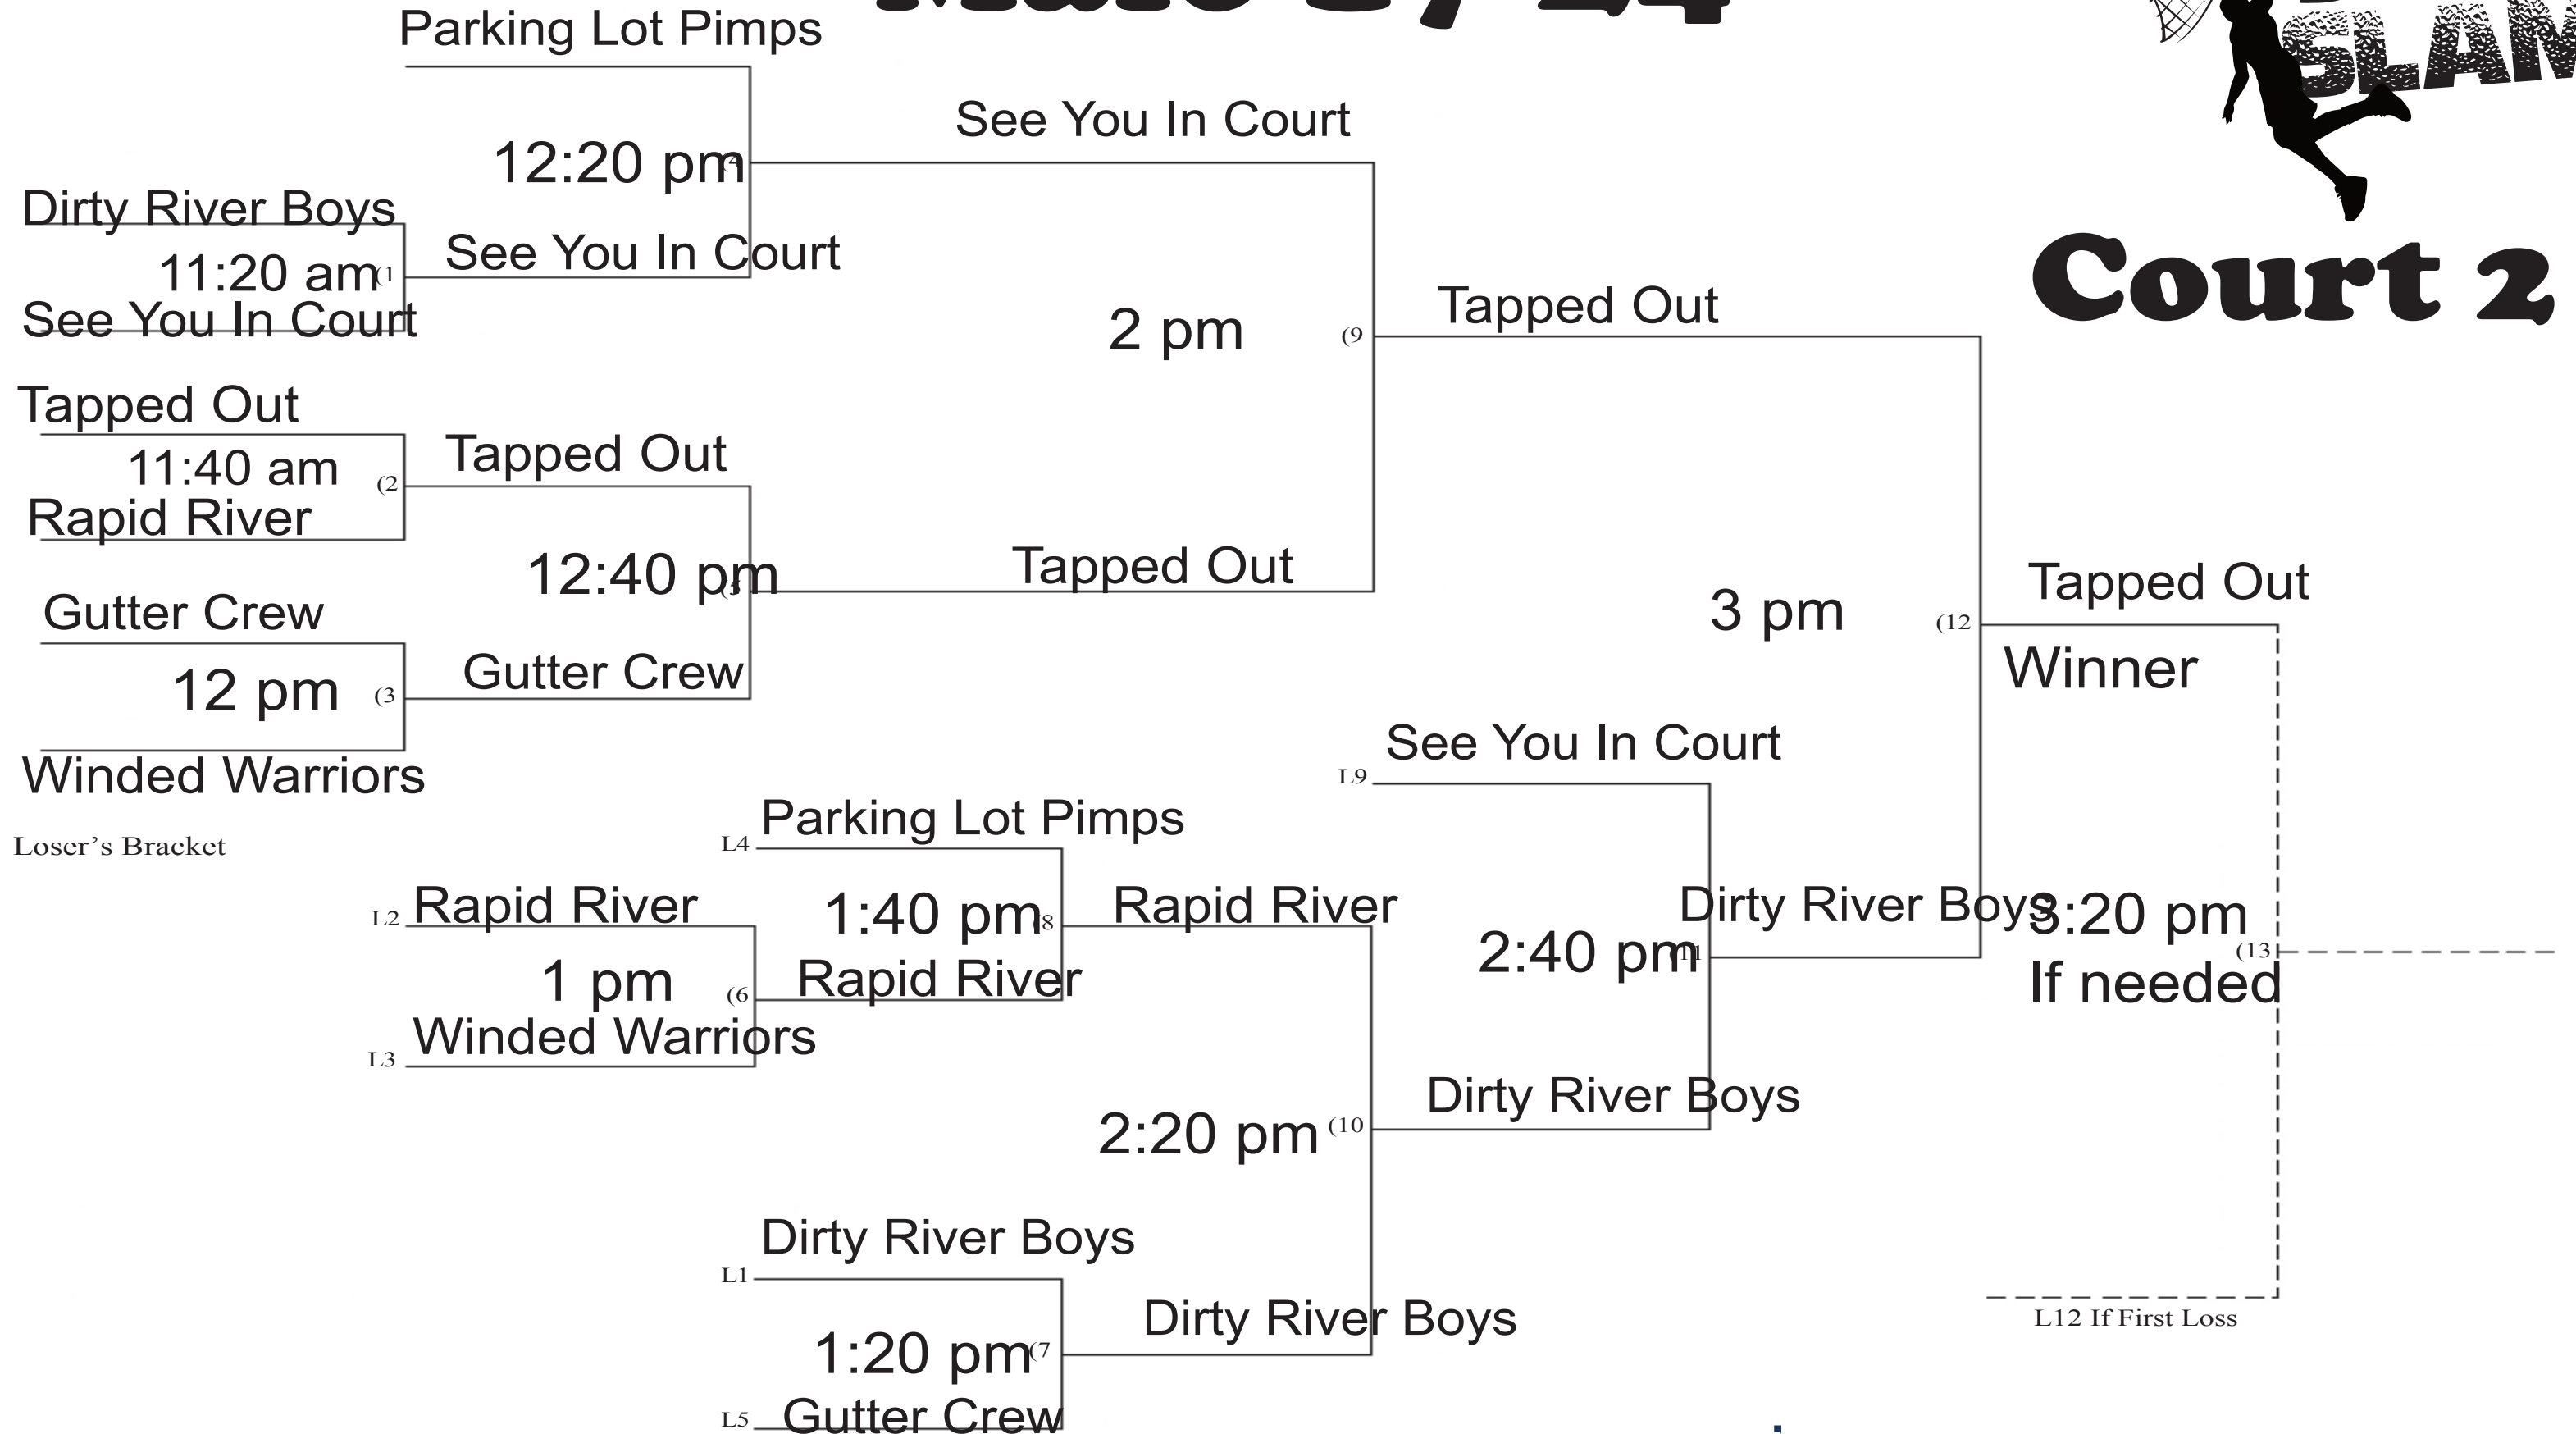 Parking Lot Pimps
SLAM
See You In Court
12:20 pm
Dirty River Boys
11:20 am (1
See You In Court
See You In Court
Court 2
2 pm (9
Tapped Out
Tapped Out
11:40 am (2
Rapid River
Tapped Out
12:40 pm
Tapped Out
Gutter Crew
12 pm (3
Gutter Crew
Winded Warriors
3 pm (12
Tapped Out
Winner
Loser's Bracket
L9 See You In Court
L4 Parking Lot Pimps
L2 Rapid River
1:40 pm (8
Rapid River
1 pm (6
Rapid River
L3 Winded Warriors
2:40 pm (11
Dirty River Boys
3:20 pm (13
If needed
2:20 pm (10
Dirty River Boys
L1 Dirty River Boys
1:20 pm (7
Dirty River Boys
L5 Gutter Crew
L12 If First Loss